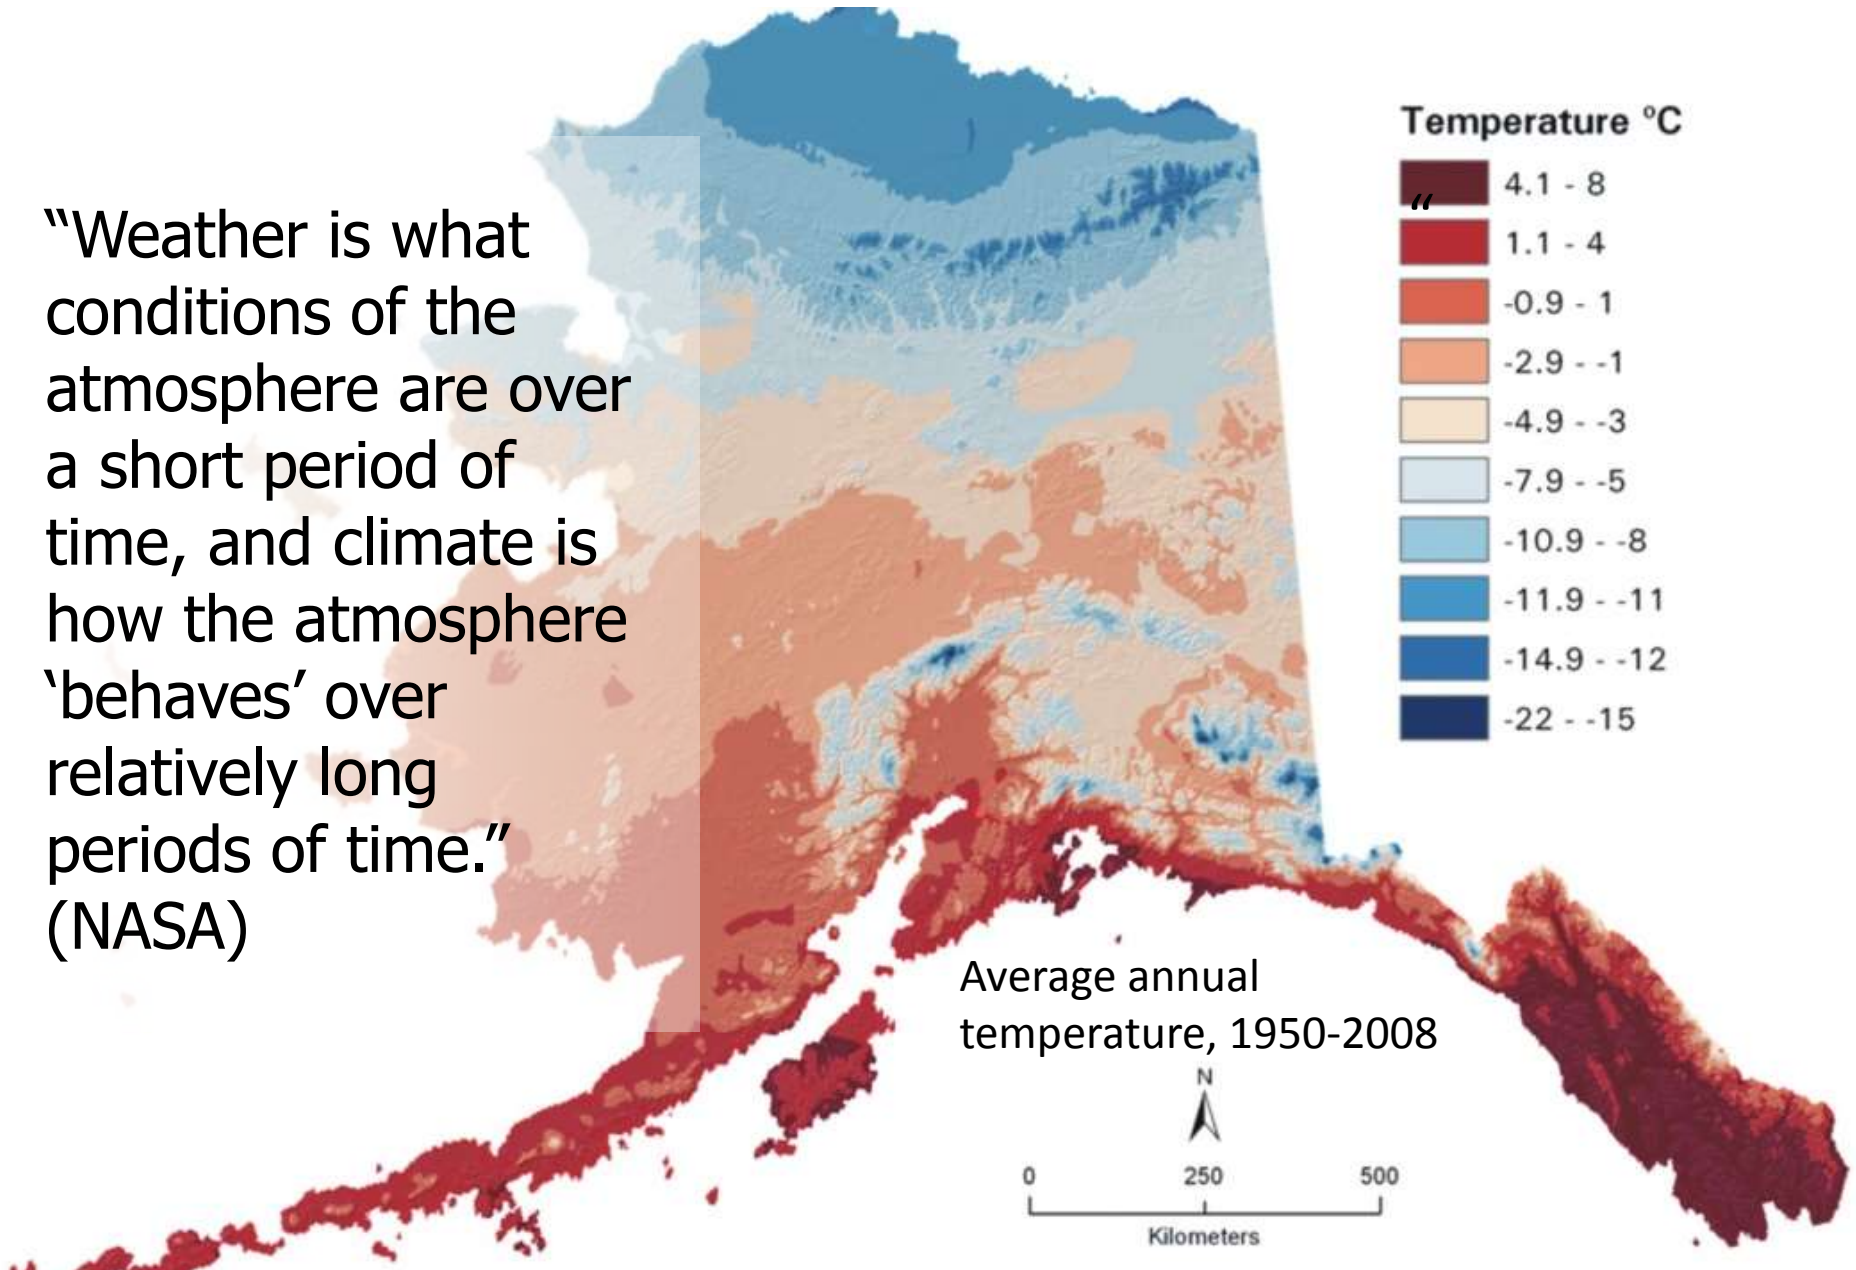 “Weather is what
conditions of the
atmosphere are over
a short period of
time, and climate is
how the atmosphere
‘behaves’ over
relatively long
periods of time.”
(NASA)
Temperature ºC
“
4.1 - 8
1.1 - 4
-0.9 - 1
-2.9 - -1
-4.9 - -3
-7.9 - -5
-10.9 - -8
-11.9 - -11
-14.9 - -12
-22 - -15
Average annual
temperature, 1950-2008
N
0 250 500
Kilometers